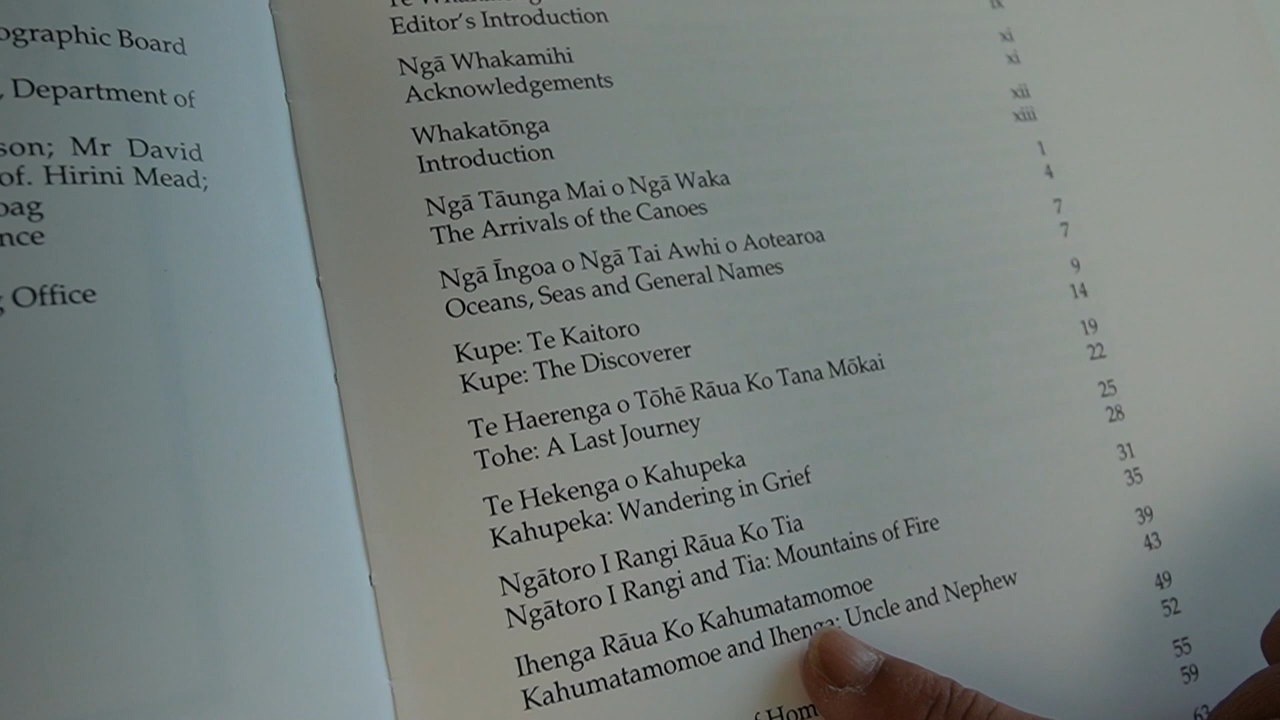 ographic Board
, Department of
son; Mr David
of. Hirini Mead;
bag
nce
Office
Te
Editor's Introduction ix
Ngā Whakamihi xi
Acknowledgements xi
Whakatōnga xii
Introduction xiii
Ngā Tāunga Mai o Ngā Waka 1
The Arrivals of the Canoes 4
Ngā Īngoa o Ngā Tai Awhi o Aotearoa 7
Oceans, Seas and General Names 7
Kupe: Te Kaitoro 9
Kupe: The Discoverer 14
Te Haerenga o Tōhē Rāua Ko Tana Mōkai 19
Tohe: A Last Journey 22
Te Hekenga o Kahupeka 25
Kahupeka: Wandering in Grief 28
Ngātoro I Rangi Rāua Ko Tia 31
Ngātoro I Rangi and Tia: Mountains of Fire 35
Ihenga Rāua Ko Kahumatamomoe 39
Kahumatamomoe and Ihenga: Uncle and Nephew 43
49
of Hom 52
55
59
63